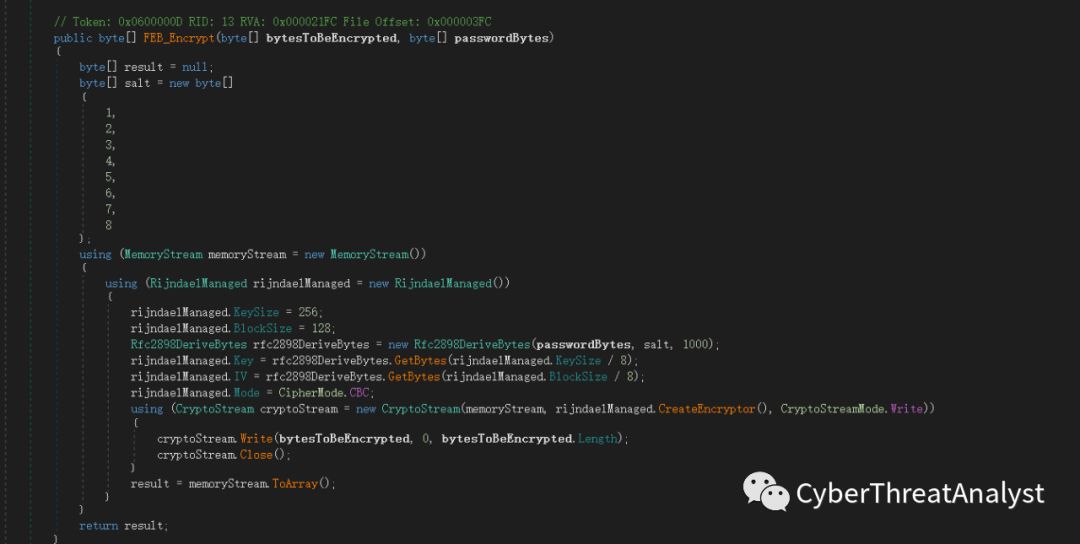 // Token: 0x0600000D RID: 13 RVA: 0x000021FC File Offset: 0x000003FC
public byte[] FEB_Encrypt(byte[] bytesToBeEncrypted, byte[] passwordBytes)
{
byte[] result = null;
byte[] salt = new byte[]
{
1,
2,
3,
4,
5,
6,
7,
8
};
using (MemoryStream memoryStream = new MemoryStream())
{
using (RijndaelManaged rijndaelManaged = new RijndaelManaged())
{
rijndaelManaged.KeySize = 256;
rijndaelManaged.BlockSize = 128;
Rfc2898DeriveBytes rfc2898DeriveBytes = new Rfc2898DeriveBytes(passwordBytes, salt, 1000);
rijndaelManaged.Key = rfc2898DeriveBytes.GetBytes(rijndaelManaged.KeySize / 8);
rijndaelManaged.IV = rfc2898DeriveBytes.GetBytes(rijndaelManaged.BlockSize / 8);
rijndaelManaged.Mode = CipherMode.CBC;
using (CryptoStream cryptoStream = new CryptoStream(memoryStream, rijndaelManaged.CreateEncryptor(), CryptoStreamMode.Write))
{
cryptoStream.Write(bytesToBeEncrypted, 0, bytesToBeEncrypted.Length);
cryptoStream.Close();
}
result = memoryStream.ToArray();
}
}
return result;
}
CyberThreatAnalyst